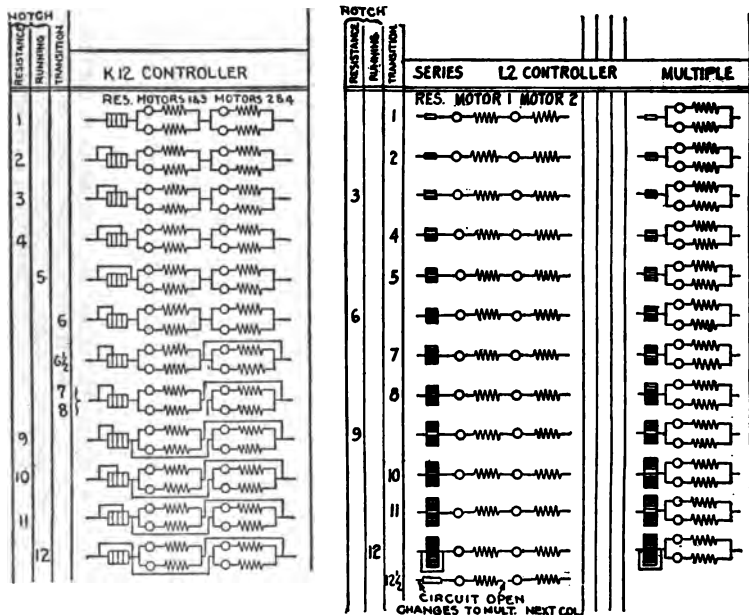 NOTCH
RESISTANCE
RUNNING
TRANSITION
K12 CONTROLLER
RES. MOTORS 1&3 MOTORS 2&4
1
2
3
4
5
6
6½
7
8
9
10
11
12
NOTCH
RESISTANCE
RUNNING
TRANSITION
SERIES L2 CONTROLLER MULTIPLE
RES. MOTOR 1 MOTOR 2
1
2
3
4
5
6
7
8
9
10
11
12
12½
CIRCUIT OPEN
CHANGES TO MULT. NEXT COL.